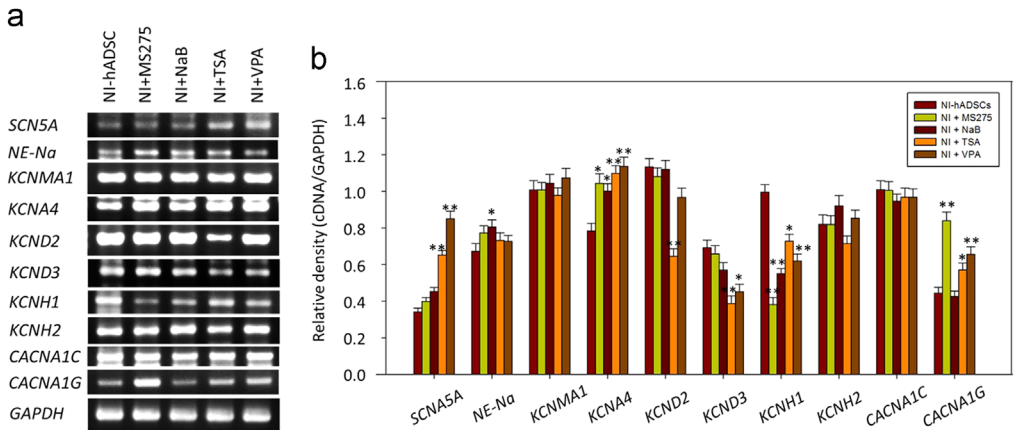 a
NI-hADSC
NI+MS275
NI+NaB
NI+TSA
NI+VPA
SCN5A
NE-Na
KCNMA1
KCNA4
KCND2
KCND3
KCNH1
KCNH2
CACNA1C
CACNA1G
GAPDH
b
Relative density (cDNA/GAPDH)
1.6
1.4
1.2
1.0
0.8
0.6
0.4
0.2
0.0
NI-hADSCs
NI + MS275
NI + NaB
NI + TSA
NI + VPA
**
**
*
*
*
**
**
**
**
*
**
**
*
**
**
*
**
SCNA5A
NE-Na
KCNMA1
KCNA4
KCND2
KCND3
KCNH1
KCNH2
CACNA1C
CACNA1G